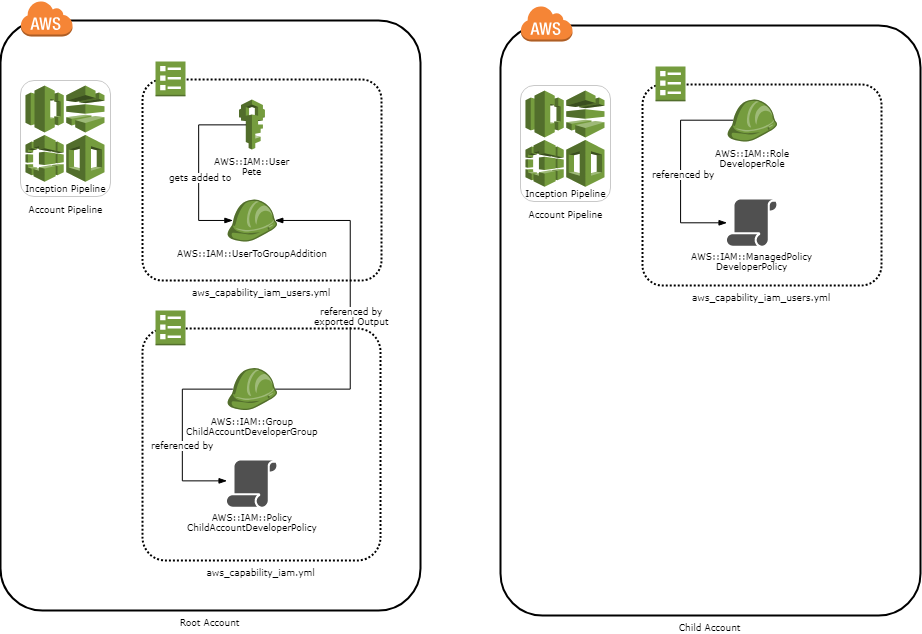 AWS
Inception Pipeline
Account Pipeline
AWS::IAM::User
Pete
gets added to
AWS::IAM::UserToGroupAddition
aws_capability_iam_users.yml
referenced by
exported Output
AWS::IAM::Group
ChildAccountDeveloperGroup
referenced by
AWS::IAM::Policy
ChildAccountDeveloperPolicy
aws_capability_iam.yml
Root Account
AWS
Inception Pipeline
Account Pipeline
AWS::IAM::Role
DeveloperRole
referenced by
AWS::IAM::ManagedPolicy
DeveloperPolicy
aws_capability_iam_users.yml
Child Account